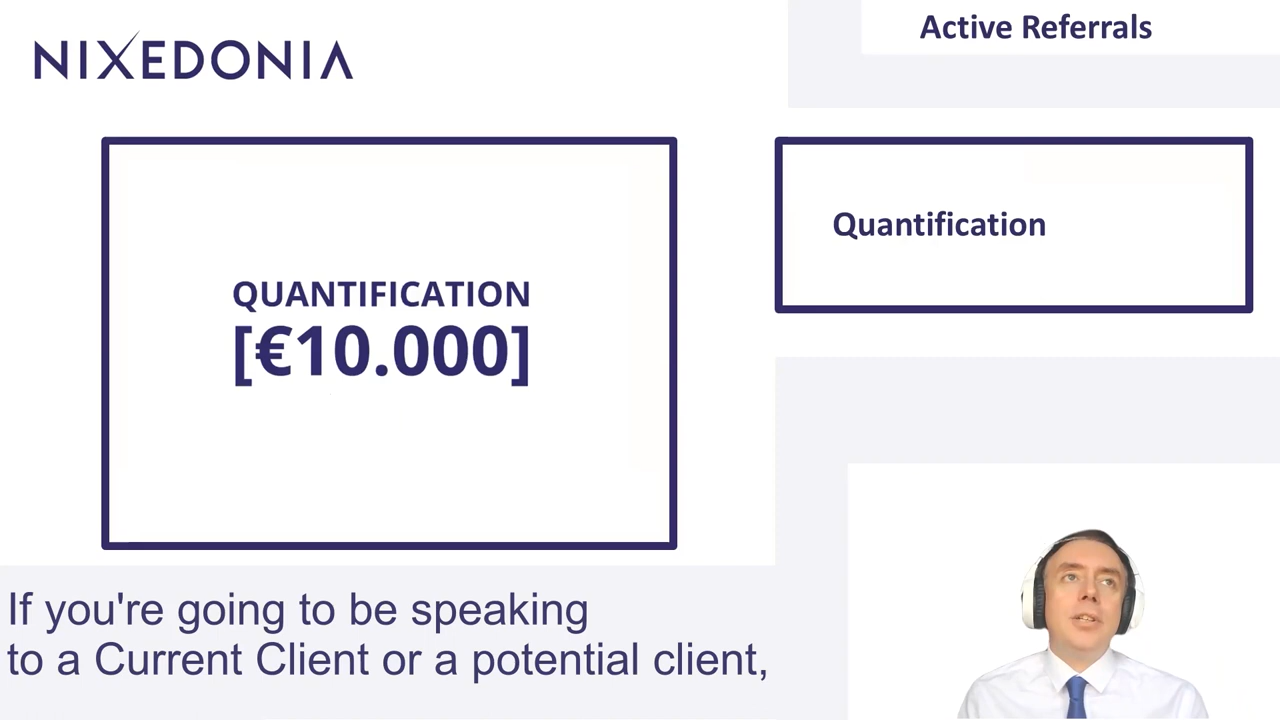 NIXEDONIA
Active Referrals
QUANTIFICATION
[€10.000]
Quantification
If you're going to be speaking
to a Current Client or a potential client,